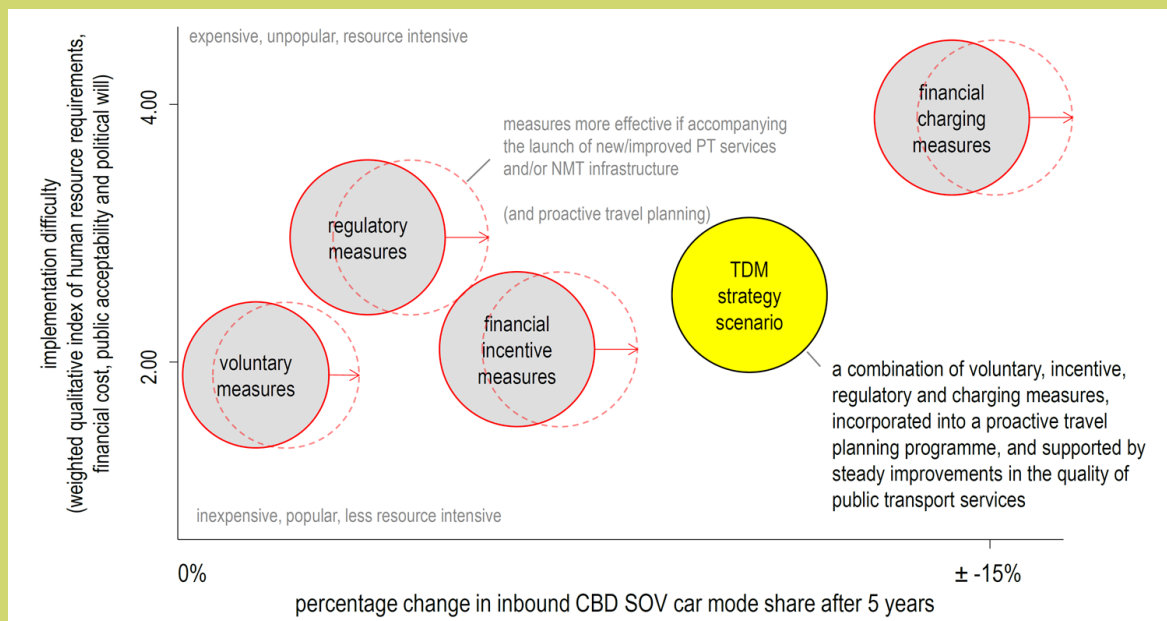 expensive, unpopular, resource intensive
implementation difficulty
(weighted qualitative index of human resource requirements,
financial cost, public acceptability and political will)
4.00
2.00
financial
charging
measures
measures more effective if accompanying
the launch of new/improved PT services
and/or NMT infrastructure
(and proactive travel planning)
regulatory
measures
TDM
strategy
scenario
financial
incentive
measures
voluntary
measures
a combination of voluntary, incentive,
regulatory and charging measures,
incorporated into a proactive travel
planning programme, and supported by
steady improvements in the quality of
public transport services
inexpensive, popular, less resource intensive
0%
± -15%
percentage change in inbound CBD SOV car mode share after 5 years